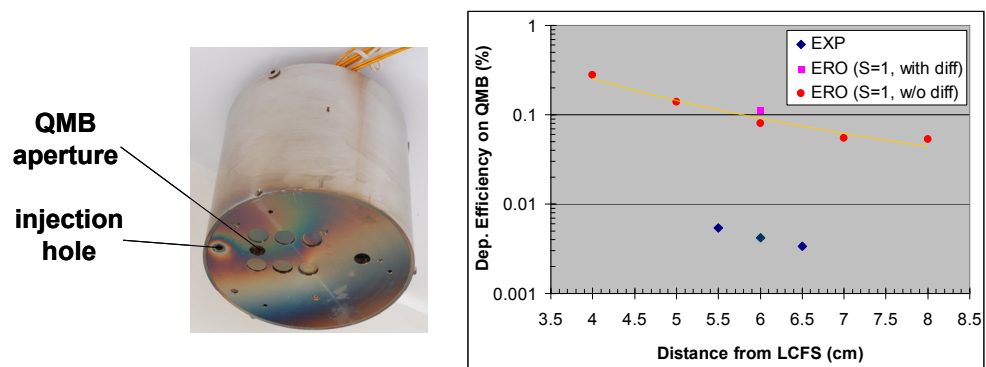 QMB
aperture
injection
hole
Dep. Efficiency on QMB (%)
1
0.1
0.01
0.001
EXP
ERO (S=1, with diff)
ERO (S=1, w/o diff)
3.5 4 4.5 5 5.5 6 6.5 7 7.5 8 8.5
Distance from LCFS (cm)